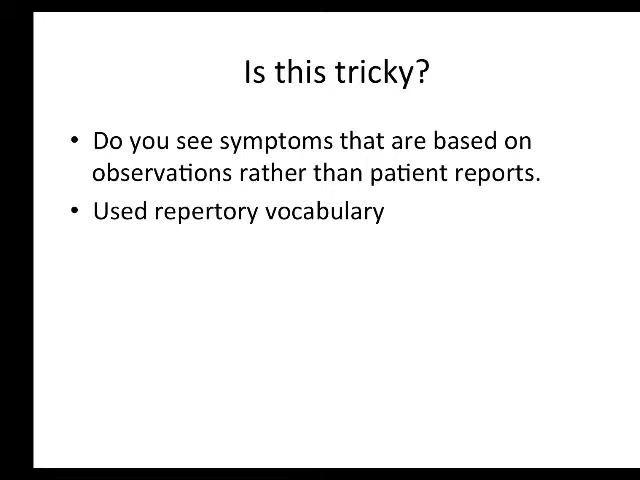 Is this tricky?
• Do you see symptoms that are based on
observations rather than patient reports.
• Used repertory vocabulary